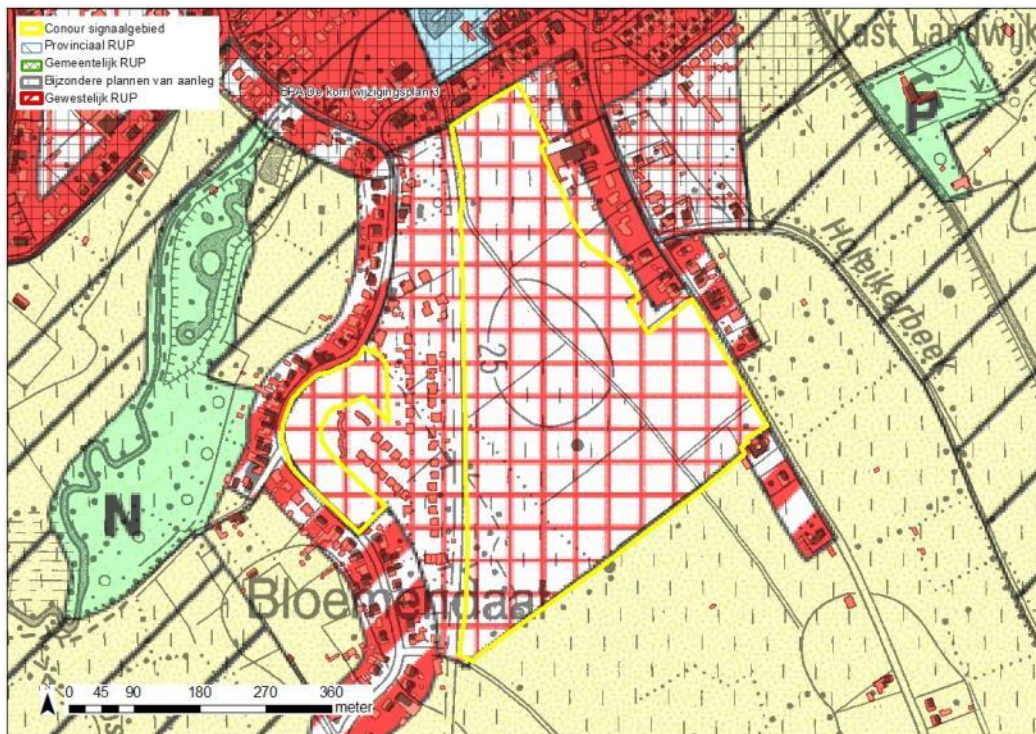 Conour signaalgebied
Provinciaal RUP
Gemeentelijk RUP
Bijzondere plannen van aanleg
Gewestelijk RUP
BPA De kom wijzigingsplan 3
Kast Landwijk
P
Holbeek
25
N
Bloemendaal
0 45 90 180 270 360
meter